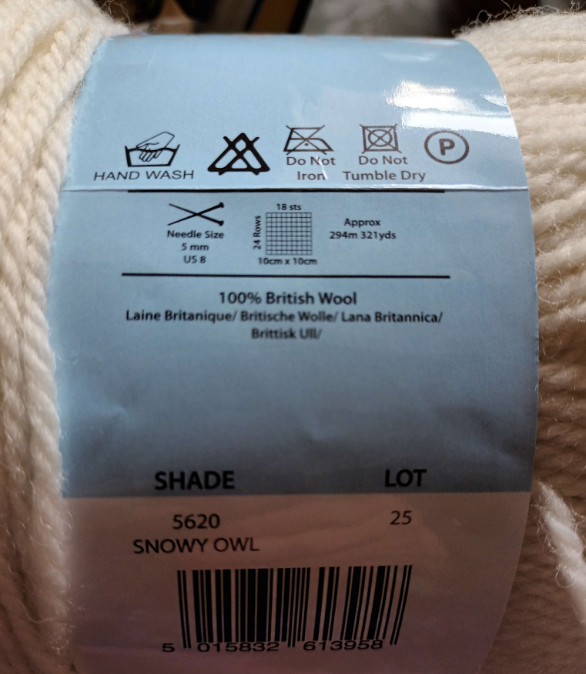 HAND WASH
Do Not
Iron
Do Not
Tumble Dry
P
Needle Size
5 mm
US 8
18 sts
24 Rows
10cm x 10cm
Approx
294m 321yds
100% British Wool
Laine Britanique/ Britische Wolle/ Lana Britannica/
Brittisk Ull/
SHADE
LOT
5620
25
SNOWY OWL
5 015832 613958